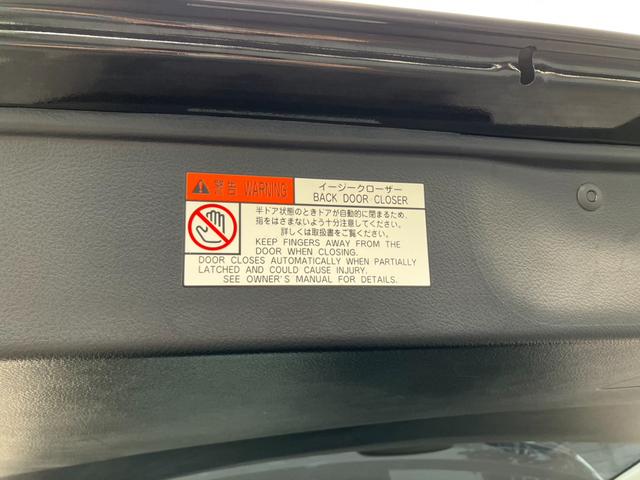 警告 WARNING
イージークローザー
BACK DOOR CLOSER
半ドア状態のときドアが自動的に閉まるため、
指をはさまないよう十分注意してください。
詳しくは取扱書をご覧ください。
KEEP FINGERS AWAY FROM THE
DOOR WHEN CLOSING.
DOOR CLOSES AUTOMATICALLY WHEN PARTIALLY
LATCHED AND COULD CAUSE INJURY.
SEE OWNER'S MANUAL FOR DETAILS.